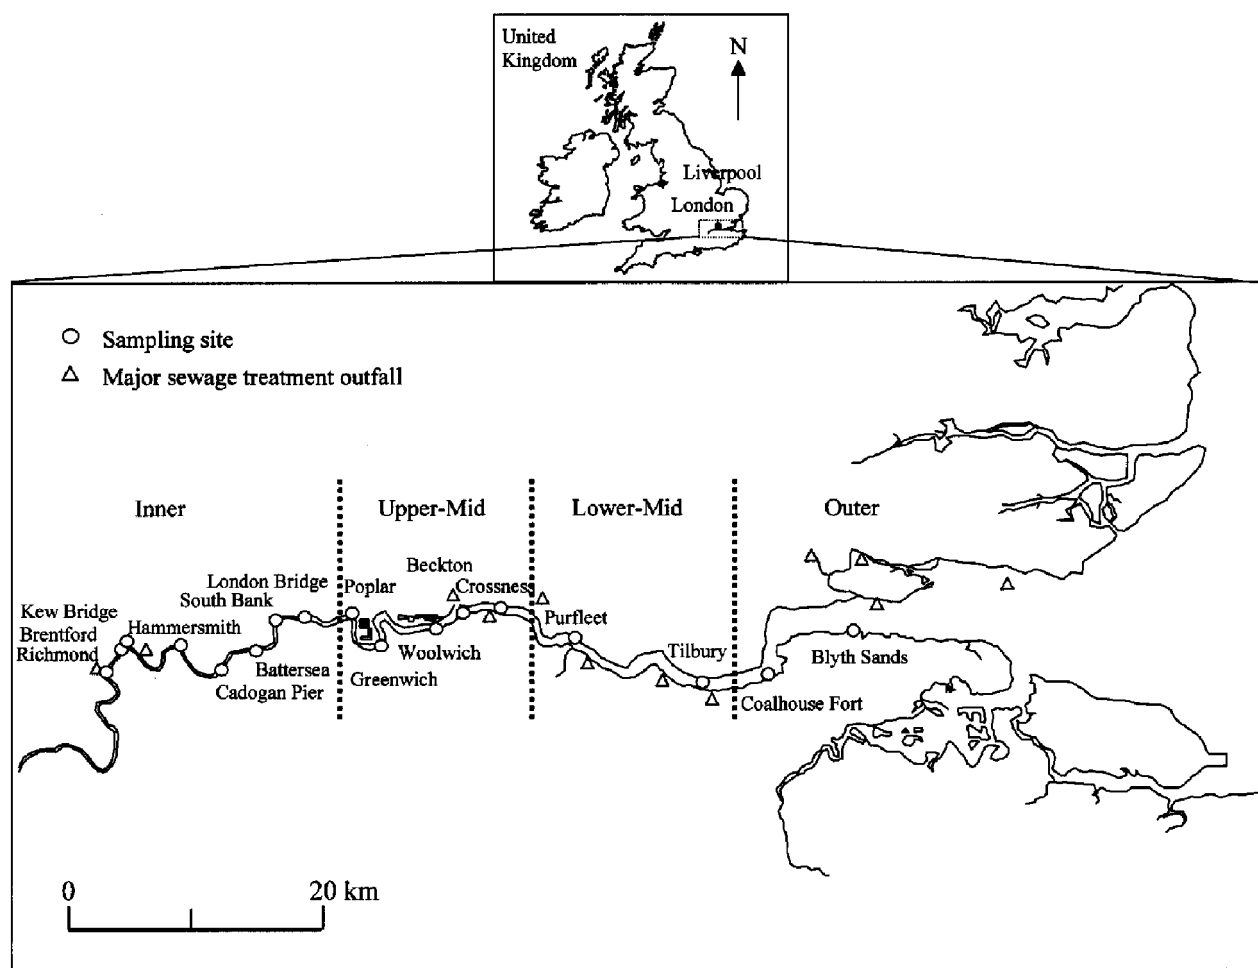 United
Kingdom
N
Liverpool
London
Sampling site
Major sewage treatment outfall
Inner
Upper-Mid
Lower-Mid
Outer
Beckton
London Bridge
Poplar
Crossness
Kew Bridge
South Bank
Purfleet
Brentford
Hammersmith
Richmond
Woolwich
Tilbury
Blyth Sands
Battersea
Greenwich
Cadogan Pier
Coalhouse Fort
0
20 km